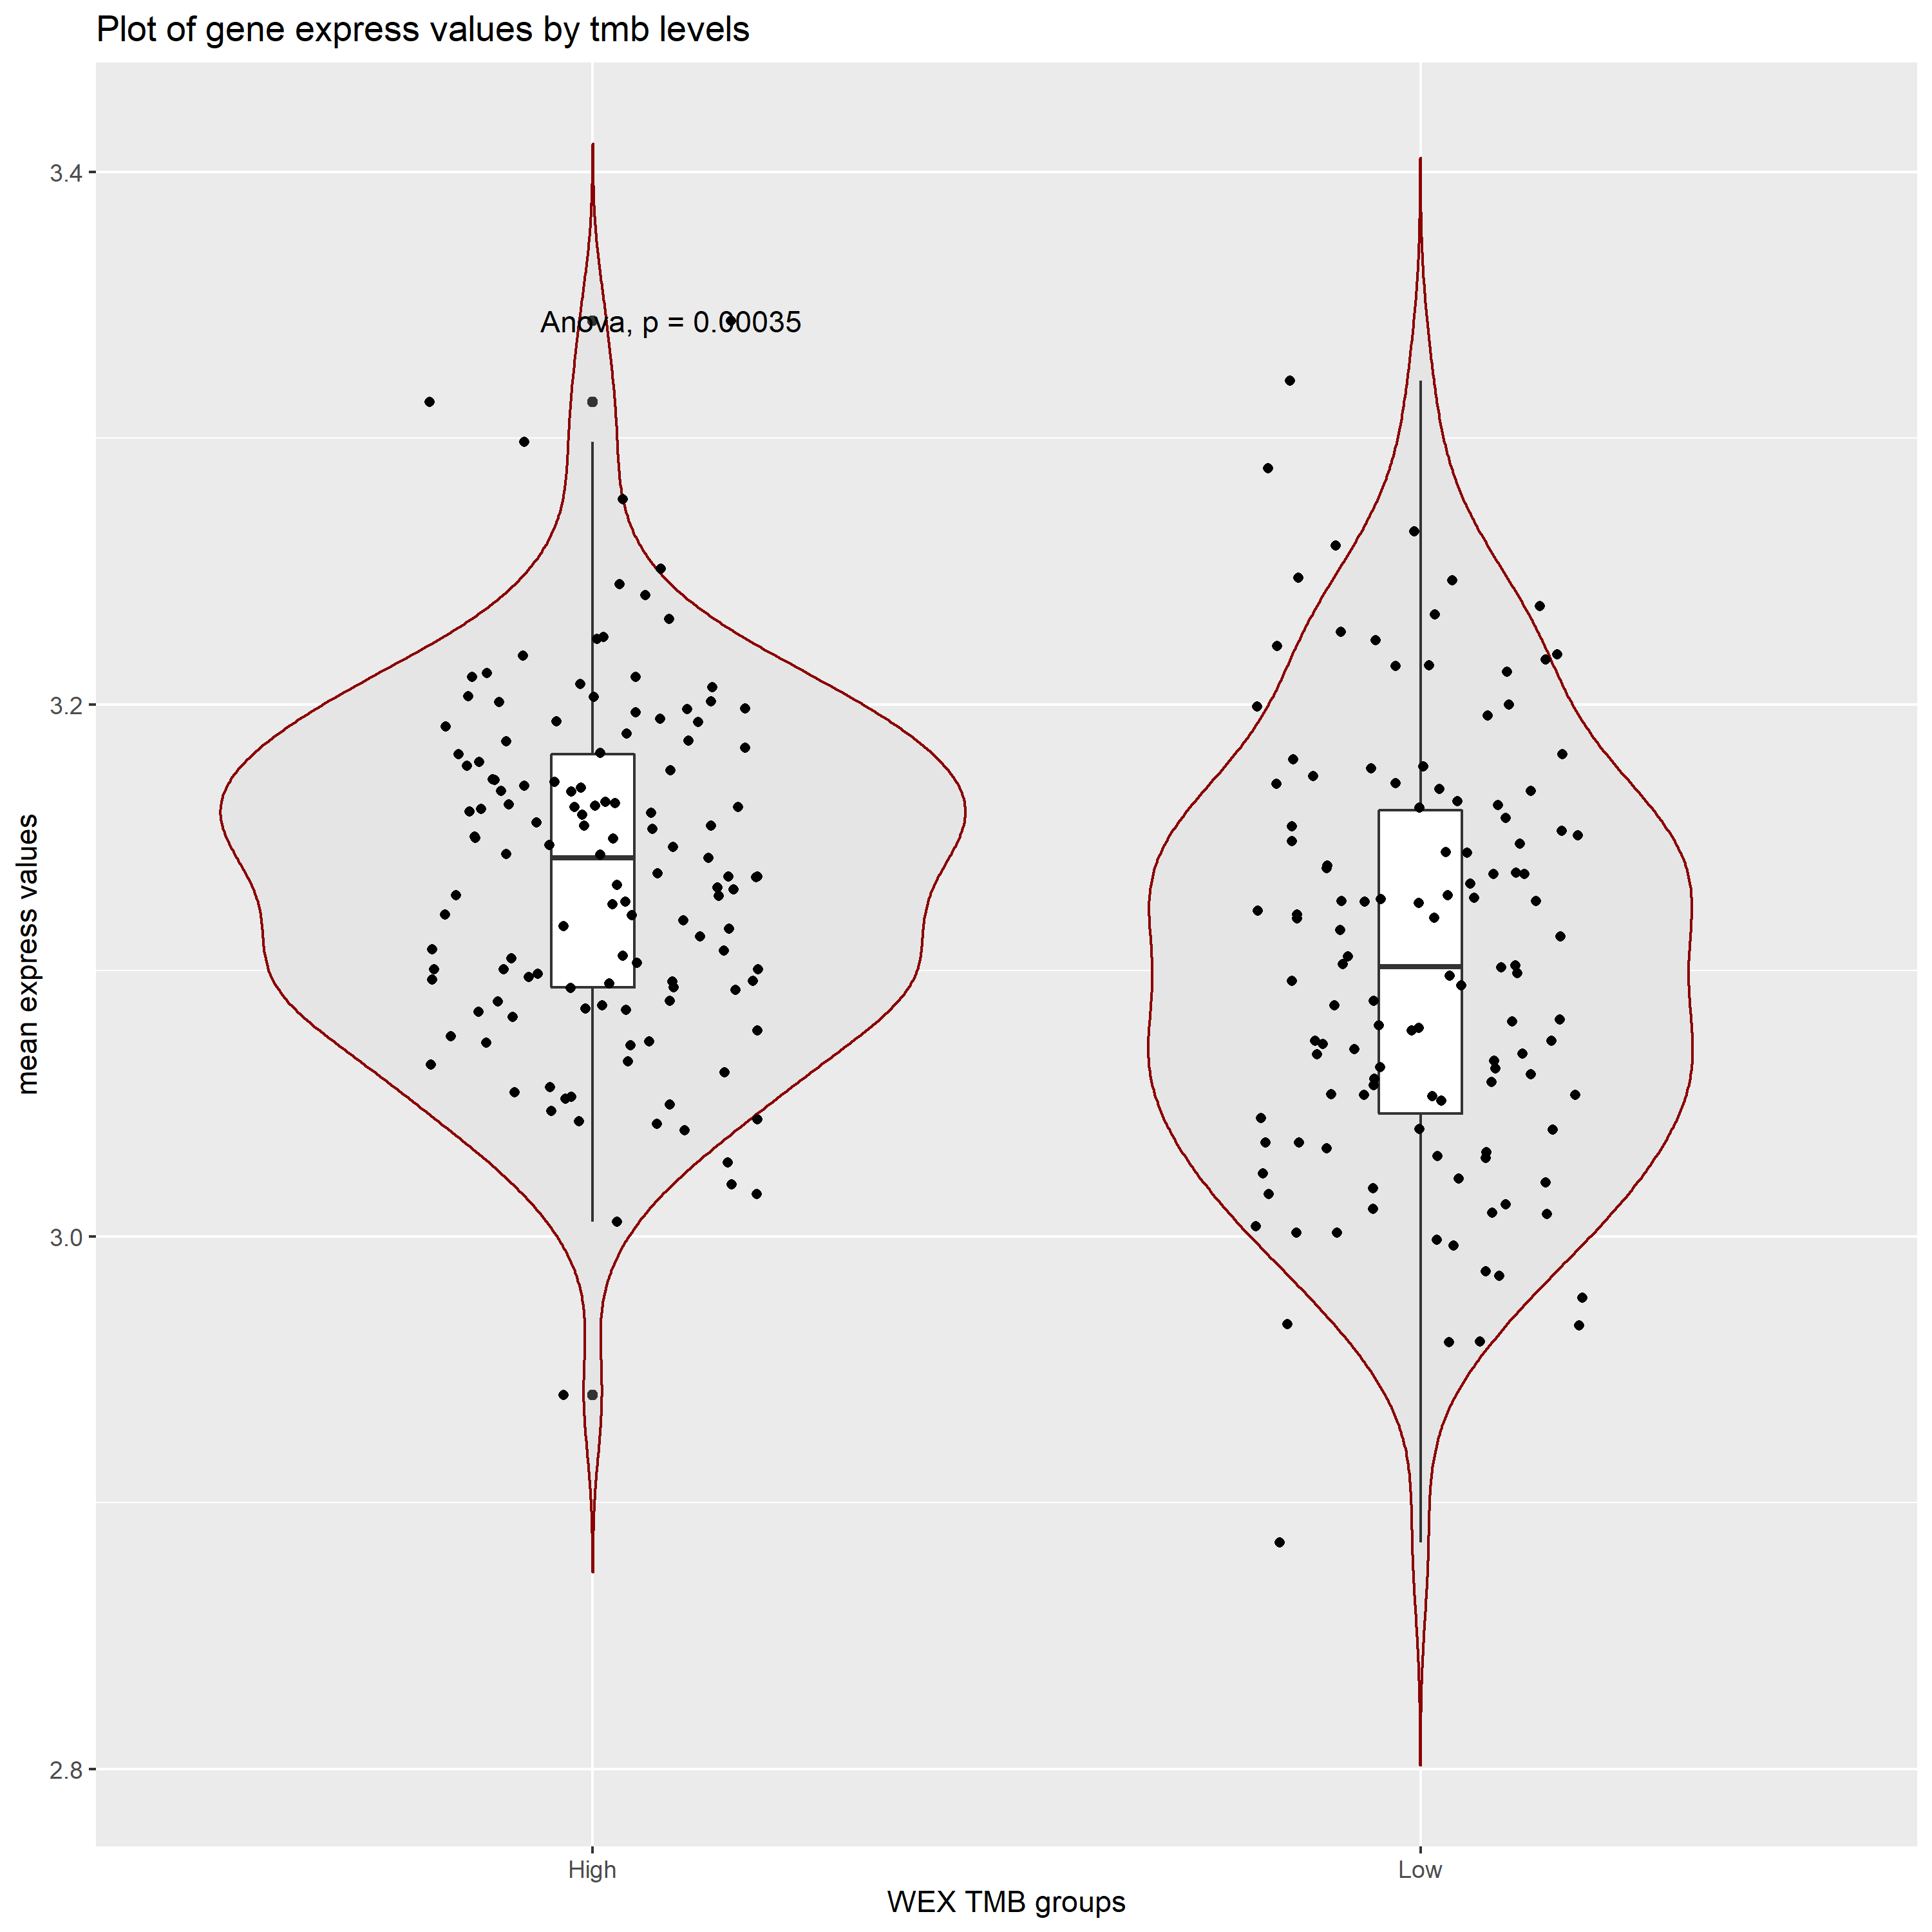 Plot of gene express values by tmb levels
3.4
Anova, p = 0.00035
3.2
mean express values
3.0
2.8
High
Low
WEX TMB groups